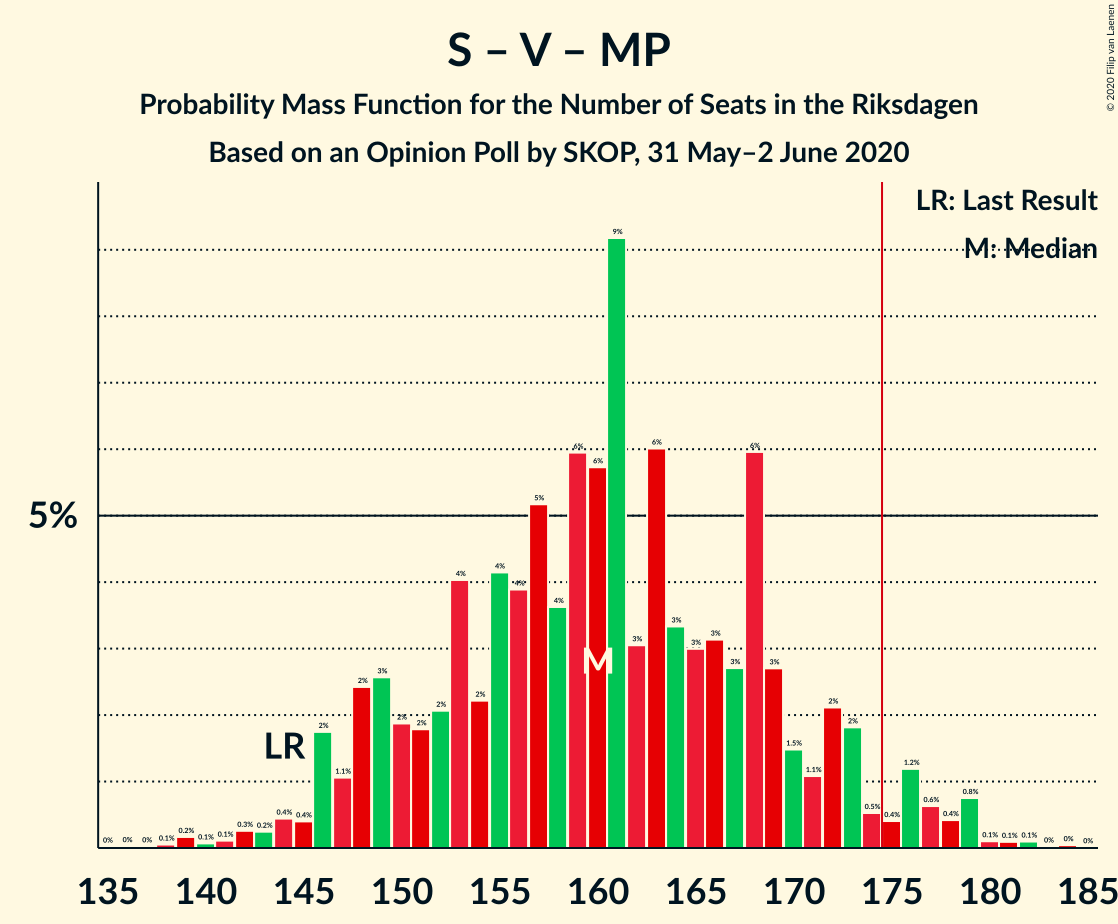 S – V – MP
Probability Mass Function for the Number of Seats in the Riksdagen
Based on an Opinion Poll by SKOP, 31 May–2 June 2020
© 2020 Filip van Laenen
LR: Last Result
M: Median
5%
LR
M
0% 0% 0% 0.1% 0.2% 0.1% 0.1% 0.3% 0.2% 0.4% 0.4% 2% 1.1% 2% 3% 2% 2% 2% 4% 2% 4% 4% 5% 4% 6% 6% 9% 3% 6% 3% 3% 3% 3% 6% 3% 1.5% 1.1% 2% 2% 0.5% 0.4% 1.2% 0.6% 0.4% 0.8% 0.1% 0.1% 0.1% 0% 0% 0%
135 140 145 150 155 160 165 170 175 180 185